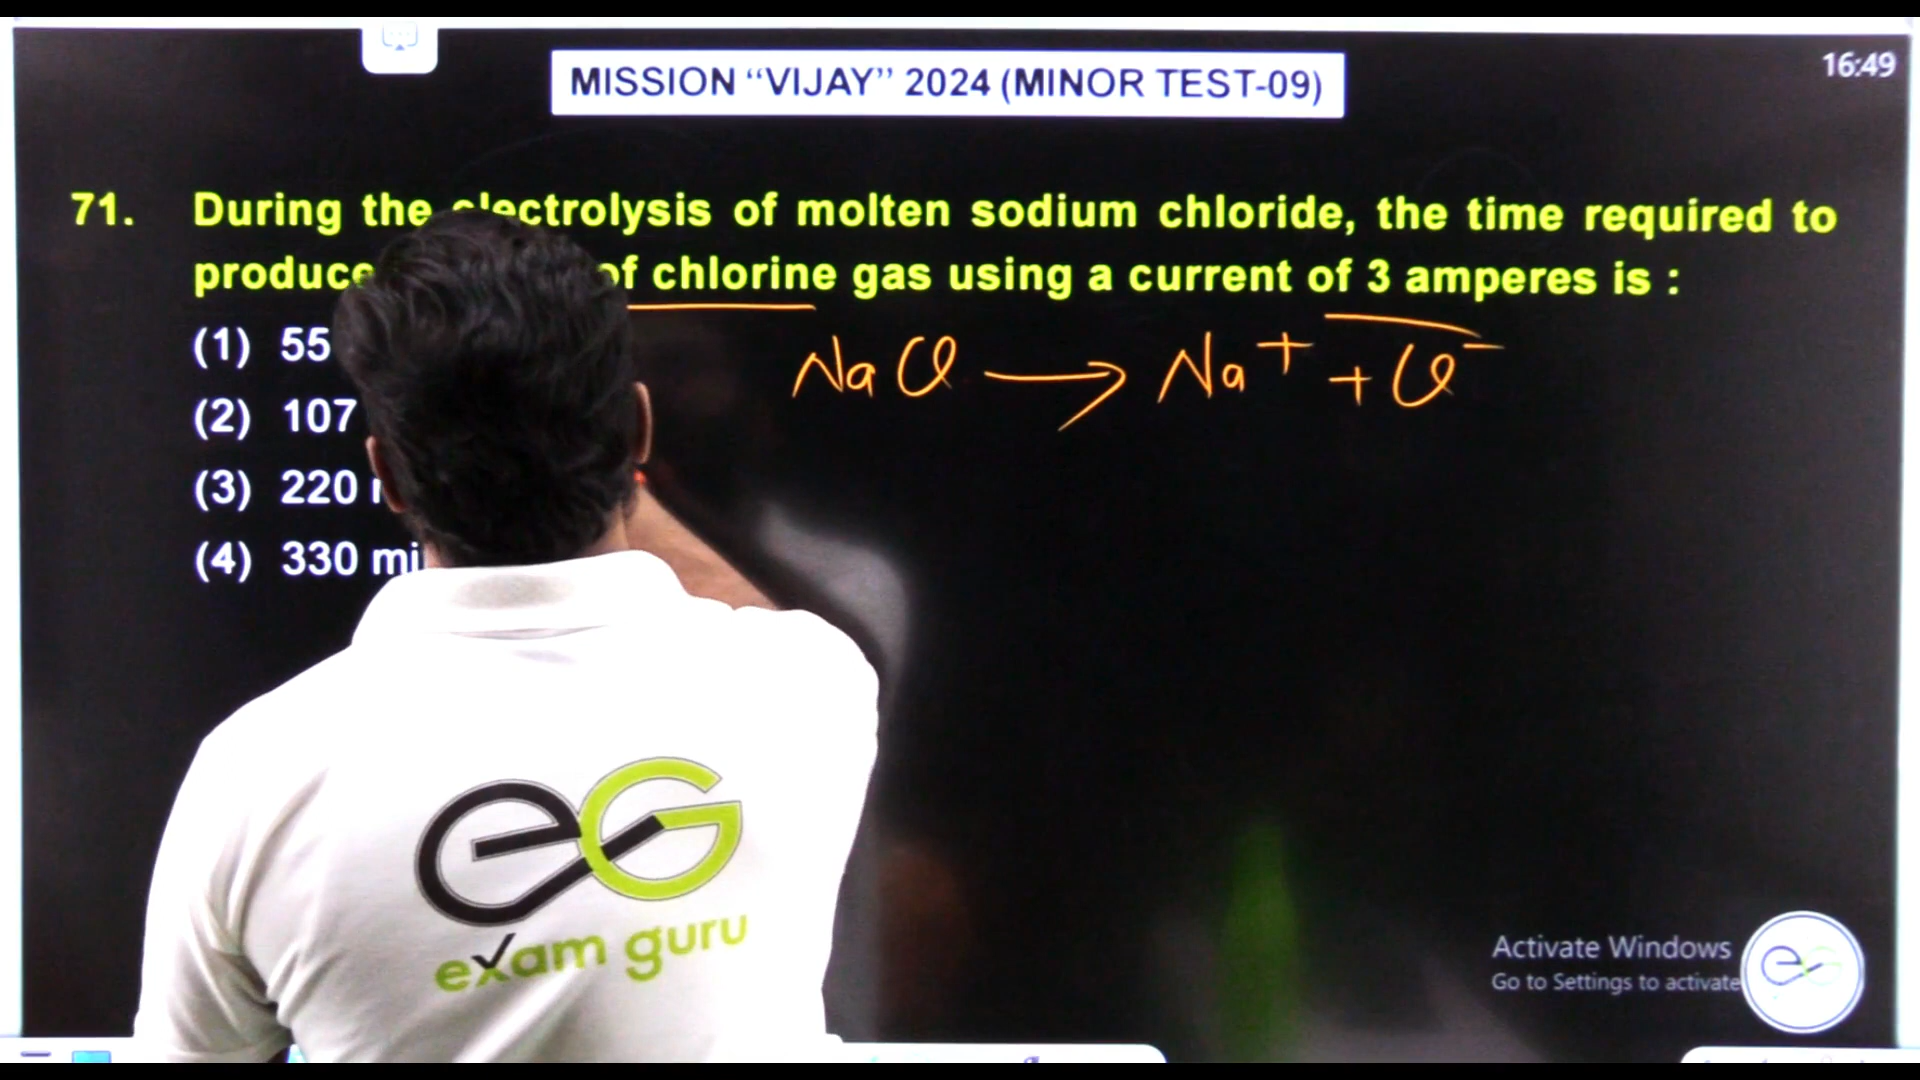 16:49
MISSION “VIJAY” 2024 (MINOR TEST-09)
71. During the electrolysis of molten sodium chloride, the time required to
produce of chlorine gas using a current of 3 amperes is :
(1) 55
NaCl → Na+ + Cl-
(2) 107
(3) 220
(4) 330
eG
exam guru
Activate Windows
Go to Settings to activate
eG